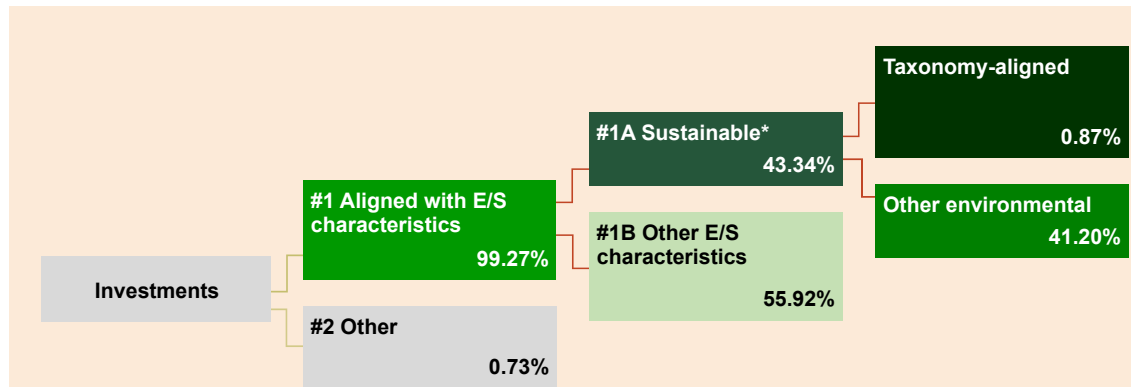 Investments
#1 Aligned with E/S
characteristics
99.27%
#2 Other
0.73%
#1A Sustainable*
43.34%
#1B Other E/S
characteristics
55.92%
Taxonomy-aligned
0.87%
Other environmental
41.20%